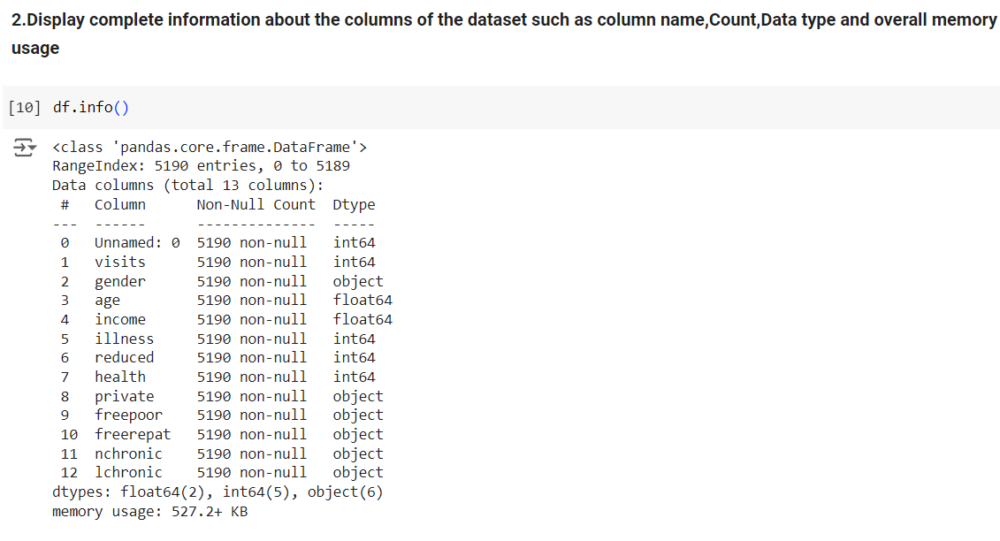 2.Display complete information about the columns of the dataset such as column name,Count,Data type and overall memory
usage
[10] df.info()
<class 'pandas.core.frame.DataFrame'>
RangeIndex: 5190 entries, 0 to 5189
Data columns (total 13 columns):
 #   Column      Non-Null Count  Dtype
---  ------      --------------  -----
 0   Unnamed: 0  5190 non-null   int64
 1   visits      5190 non-null   int64
 2   gender      5190 non-null   object
 3   age         5190 non-null   float64
 4   income      5190 non-null   float64
 5   illness     5190 non-null   int64
 6   reduced     5190 non-null   int64
 7   health      5190 non-null   int64
 8   private     5190 non-null   object
 9   freepoor    5190 non-null   object
 10  freerepat   5190 non-null   object
 11  nchronic    5190 non-null   object
 12  lchronic    5190 non-null   object
dtypes: float64(2), int64(5), object(6)
memory usage: 527.2+ KB